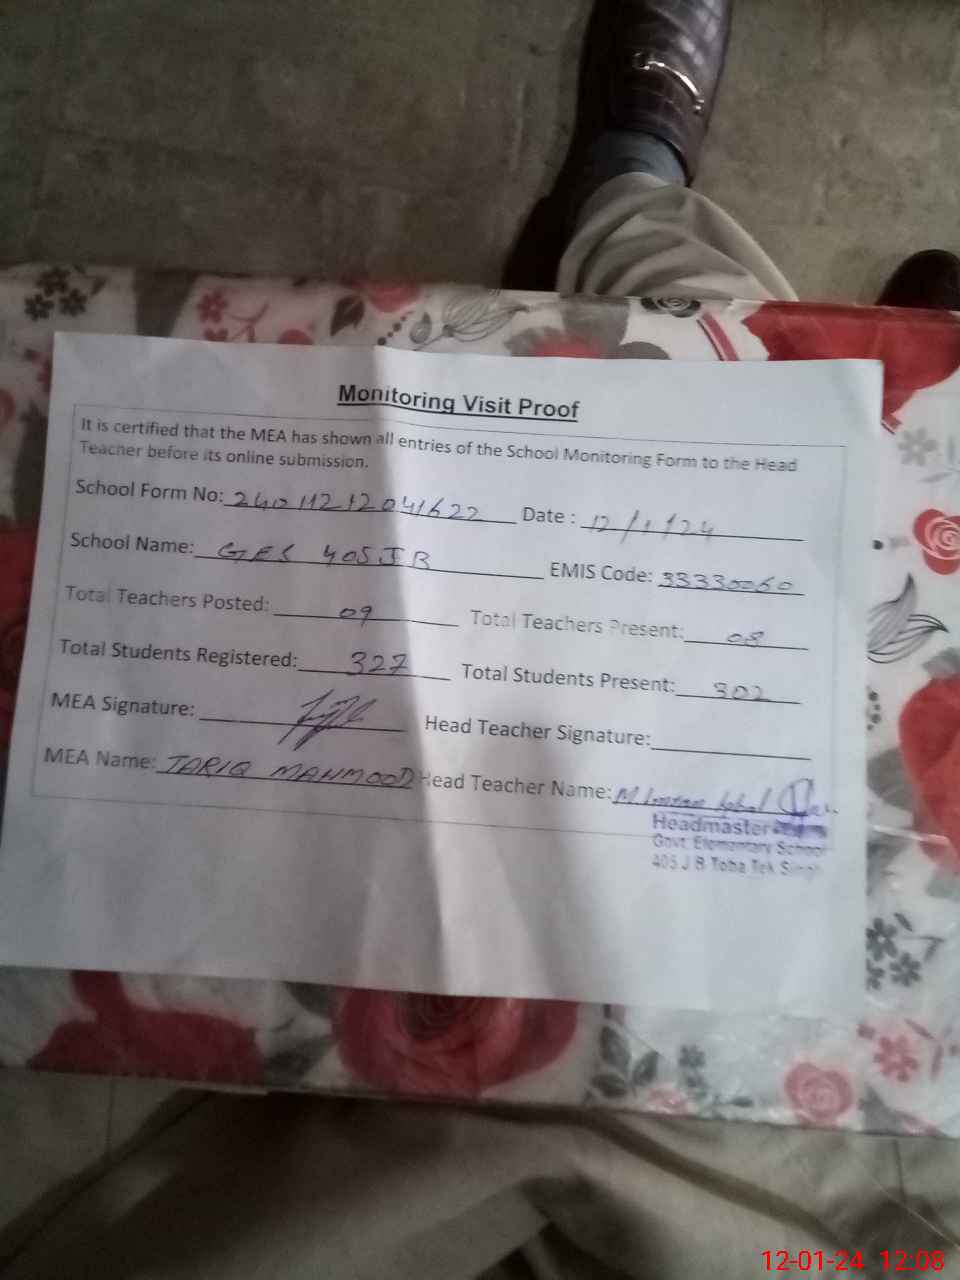 Monitoring Visit Proof
It is certified that the MEA has shown all entries of the School Monitoring Form to the Head
Teacher before its online submission.
School Form No: 24011212041622 Date : 12/1/24
School Name: GES 405JB EMIS Code: 33330060
Total Teachers Posted: 09 Total Teachers Present: 08
Total Students Registered: 327 Total Students Present: 302
MEA Signature: Head Teacher Signature:
MEA Name: TARIQ MAHMOOD Head Teacher Name: M. Imran Iqbal
Headmaster
Govt. Elementary School
405 J B Toba Tek Singh
12-01-24 12:08